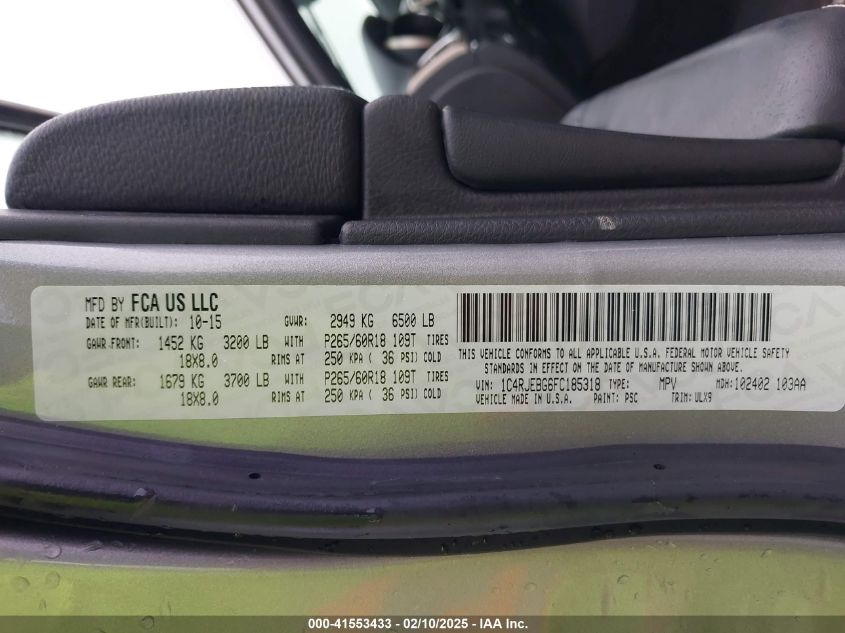 MFD BY FCA US LLC
DATE OF MFR(BUILT): 10-15 GVWR: 2949 KG 6500 LB
GAWR FRONT: 1452 KG 3200 LB WITH P265/60R18 109T TIRES
18X8.0 RIMS AT 250 KPA ( 36 PSI) COLD
GAWR REAR: 1679 KG 3700 LB WITH P265/60R18 109T TIRES
18X8.0 RIMS AT 250 KPA ( 36 PSI) COLD
THIS VEHICLE CONFORMS TO ALL APPLICABLE U.S.A. FEDERAL MOTOR VEHICLE SAFETY
STANDARDS IN EFFECT ON THE DATE OF MANUFACTURE SHOWN ABOVE.
VIN: 1C4RJEBG6FC185318 TYPE: MPV MDH: 102402 103AA
VEHICLE MADE IN U.S.A. PAINT: PSC TRIM: ULX9
000-41553433 - 02/10/2025 - IAA Inc.